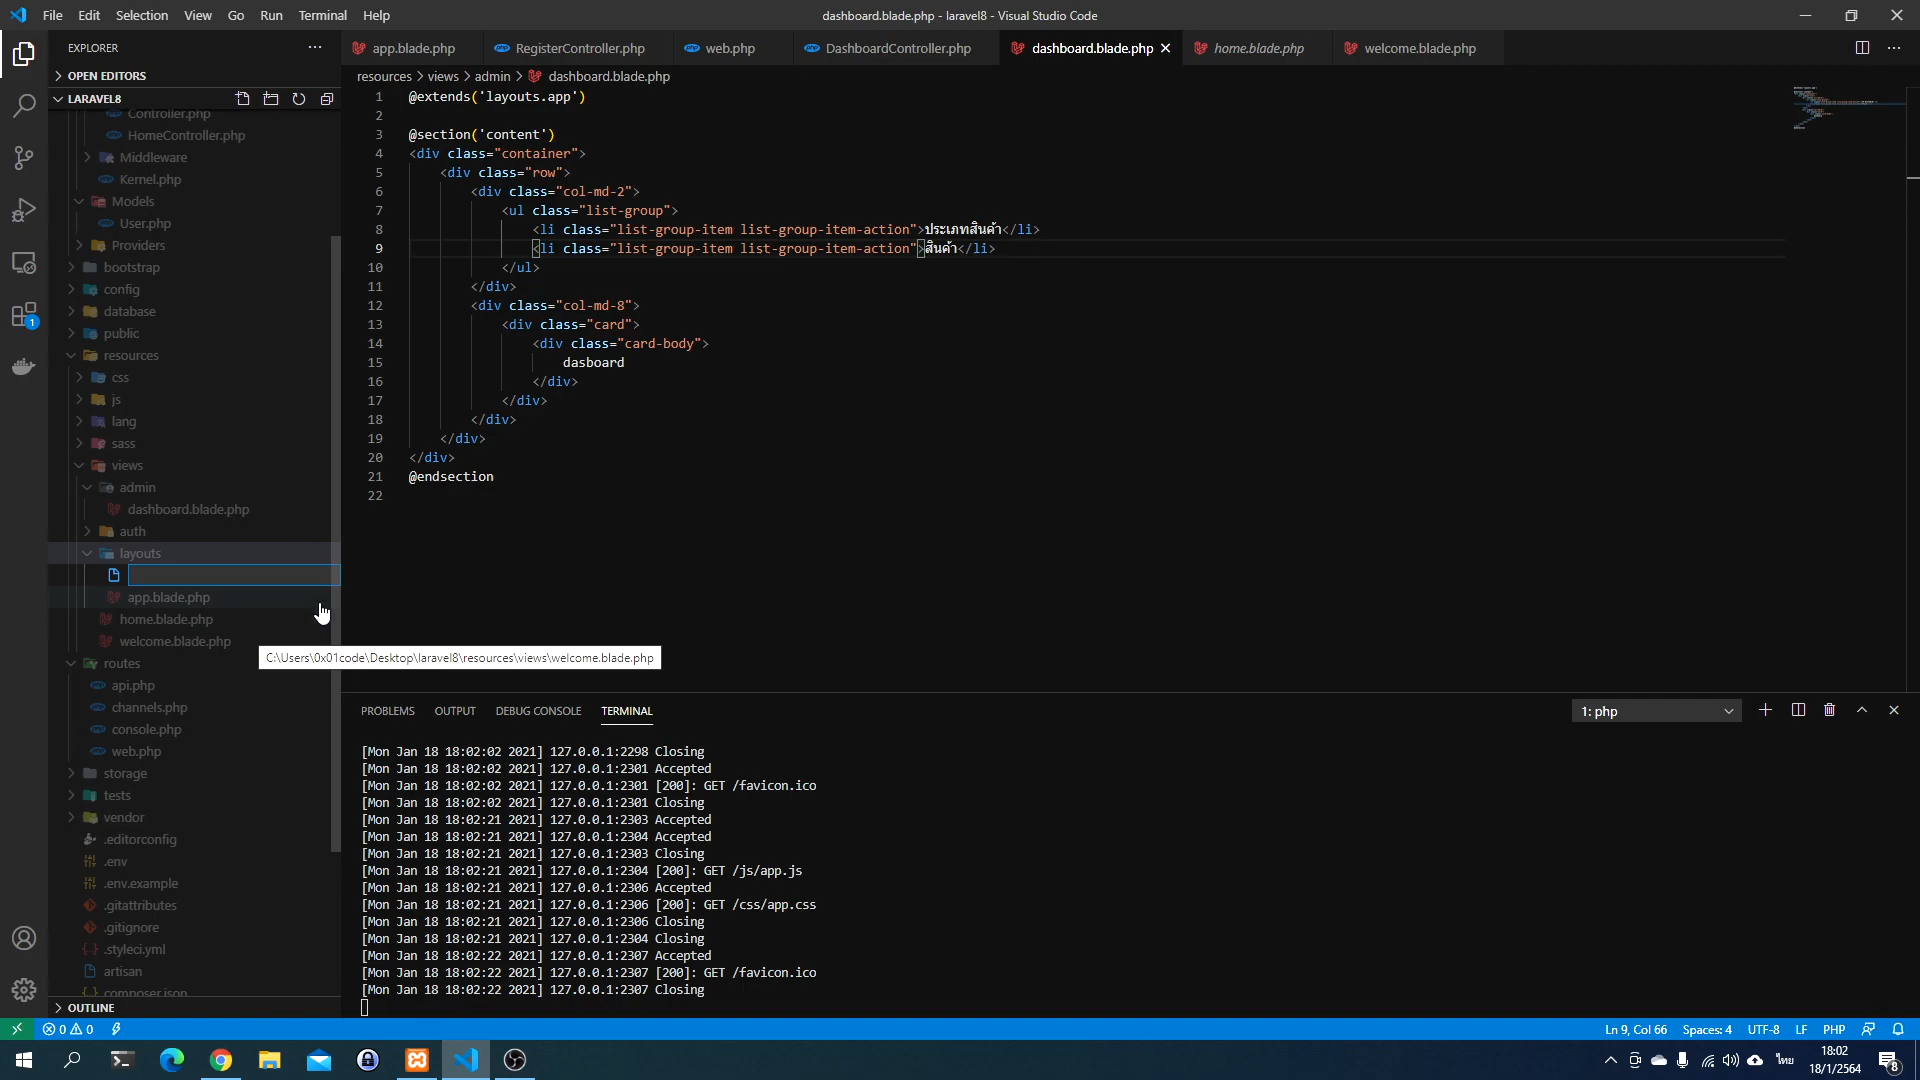 File Edit Selection View Go Run Terminal Help
dashboard.blade.php - laravel8 - Visual Studio Code
EXPLORER
OPEN EDITORS
LARAVEL8
Controller.php
HomeController.php
Middleware
Kernel.php
Models
User.php
Providers
bootstrap
config
database
public
resources
css
js
lang
sass
views
admin
dashboard.blade.php
auth
layouts
app.blade.php
home.blade.php
welcome.blade.php
routes
api.php
channels.php
console.php
web.php
storage
tests
vendor
.editorconfig
.env
.env.example
.gitattributes
.gitignore
.styleci.yml
artisan
composer.json
OUTLINE
1
app.blade.php RegisterController.php web.php DashboardController.php dashboard.blade.php home.blade.php welcome.blade.php
resources > views > admin > dashboard.blade.php
1 @extends('layouts.app')
2
3 @section('content')
4 <div class="container">
5 <div class="row">
6 <div class="col-md-2">
7 <ul class="list-group">
8 <li class="list-group-item list-group-item-action">ประเภทสินค้า</li>
9 <li class="list-group-item list-group-item-action">สินค้า</li>
10 </ul>
11 </div>
12 <div class="col-md-8">
13 <div class="card">
14 <div class="card-body">
15 dasboard
16 </div>
17 </div>
18 </div>
19 </div>
20 </div>
21 @endsection
22
C:\Users\0x01code\Desktop\laravel8\resources\views\welcome.blade.php
PROBLEMS OUTPUT DEBUG CONSOLE TERMINAL
1: php
[Mon Jan 18 18:02:02 2021] 127.0.0.1:2298 Closing
[Mon Jan 18 18:02:02 2021] 127.0.0.1:2301 Accepted
[Mon Jan 18 18:02:02 2021] 127.0.0.1:2301 [200]: GET /favicon.ico
[Mon Jan 18 18:02:02 2021] 127.0.0.1:2301 Closing
[Mon Jan 18 18:02:21 2021] 127.0.0.1:2303 Accepted
[Mon Jan 18 18:02:21 2021] 127.0.0.1:2304 Accepted
[Mon Jan 18 18:02:21 2021] 127.0.0.1:2303 Closing
[Mon Jan 18 18:02:21 2021] 127.0.0.1:2304 [200]: GET /js/app.js
[Mon Jan 18 18:02:21 2021] 127.0.0.1:2306 Accepted
[Mon Jan 18 18:02:21 2021] 127.0.0.1:2306 [200]: GET /css/app.css
[Mon Jan 18 18:02:21 2021] 127.0.0.1:2306 Closing
[Mon Jan 18 18:02:21 2021] 127.0.0.1:2304 Closing
[Mon Jan 18 18:02:22 2021] 127.0.0.1:2307 Accepted
[Mon Jan 18 18:02:22 2021] 127.0.0.1:2307 [200]: GET /favicon.ico
[Mon Jan 18 18:02:22 2021] 127.0.0.1:2307 Closing
0 0
Ln 9, Col 66 Spaces: 4 UTF-8 LF PHP
ไทย
18:02
18/1/2564
8